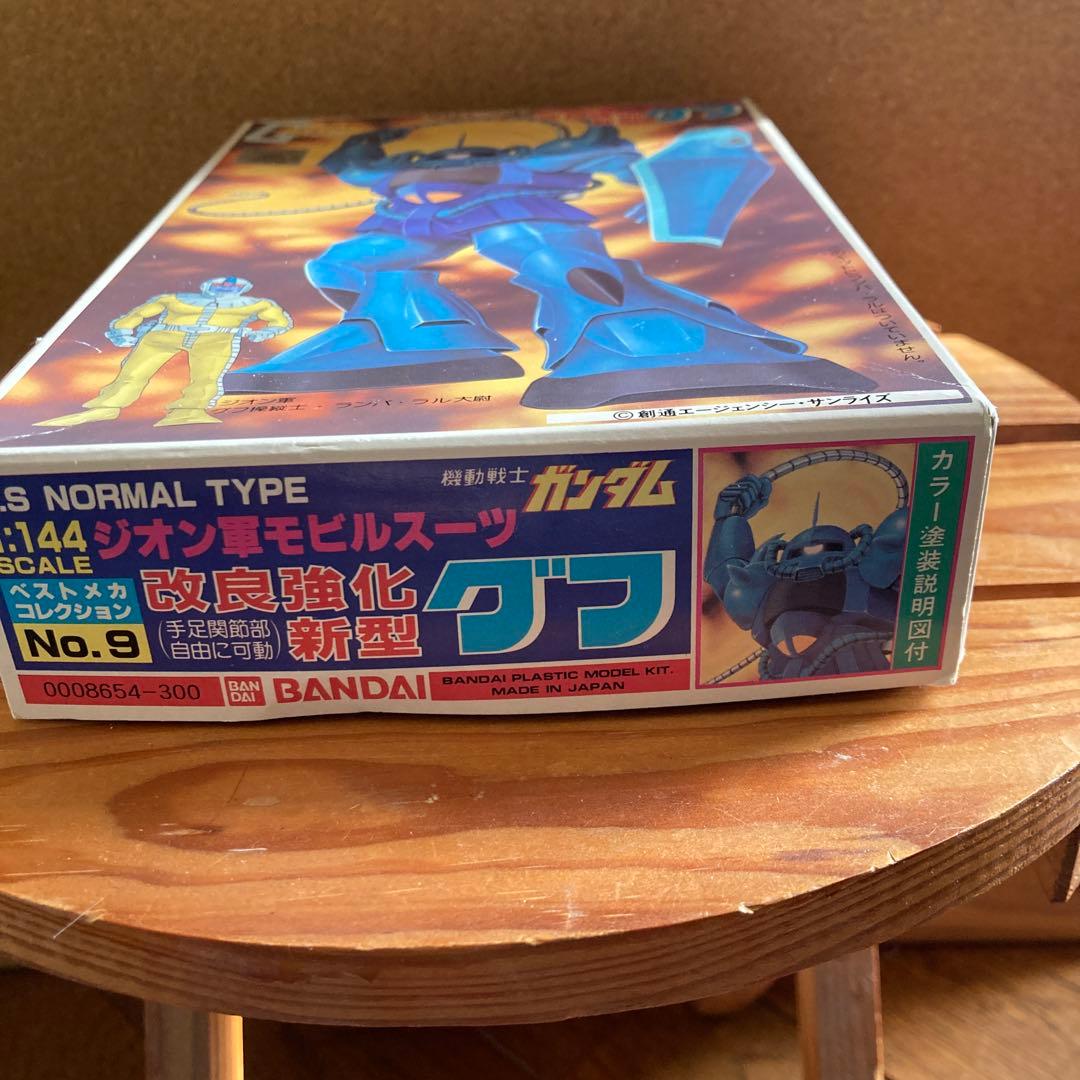 グフ
ジオン軍
グフ操縦士・ランバ・ラル大尉
©創通エージェンシー・サンライズ
.S NORMAL TYPE
機動戦士 ガンダム
1:144 SCALE
ジオン軍モビルスーツ
ベストメカ
コレクション
No.9
改良強化
新型
グフ
(手足関節部
自由に可動)
カラー塗装説明図付
0008654-300
BAN
DAI
BANDAI
BANDAI PLASTIC MODEL KIT.
MADE IN JAPAN